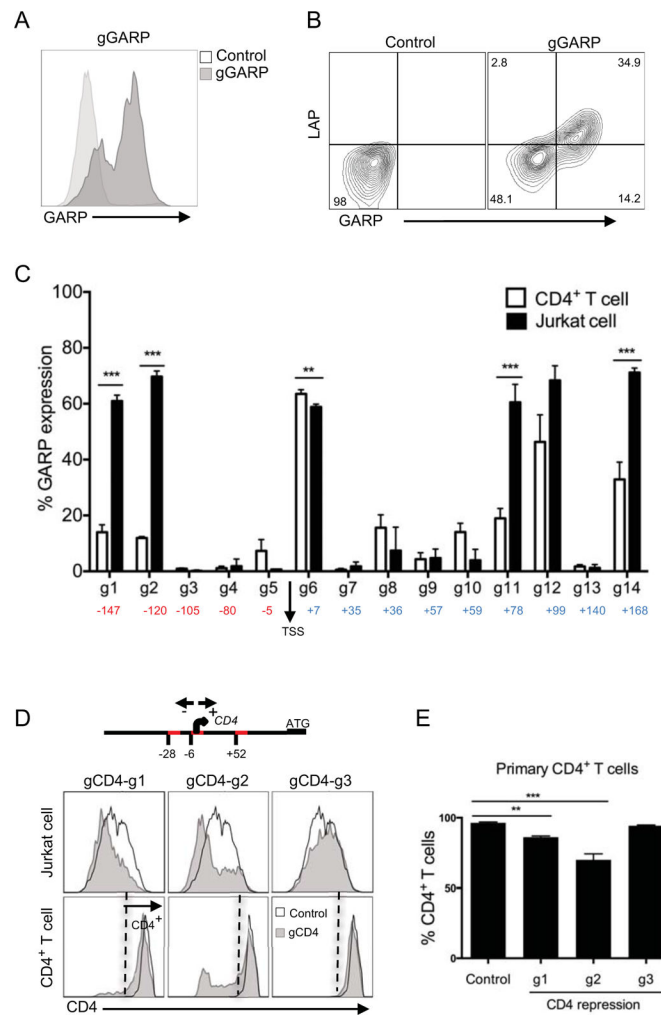 A
gGARP
Control
gGARP
GARP
B
Control
gGARP
LAP
98
2.8
34.9
48.1
14.2
GARP
C
% GARP expression
100
80
60
40
20
0
CD4+ T cell
Jurkat cell
***
***
**
***
***
g1
g2
g3
g4
g5
g6
g7
g8
g9
g10
g11
g12
g13
g14
-147
-120
-105
-80
-5
+7
+35
+36
+57
+59
+78
+99
+140
+168
TSS
D
- +
CD4
ATG
-28
-6
+52
gCD4-g1
gCD4-g2
gCD4-g3
Jurkat cell
CD4+ T cell
CD4+
Control
gCD4
CD4
E
Primary CD4+ T cells
***
**
% CD4+ T cells
100
50
0
Control
g1
g2
g3
CD4 repression